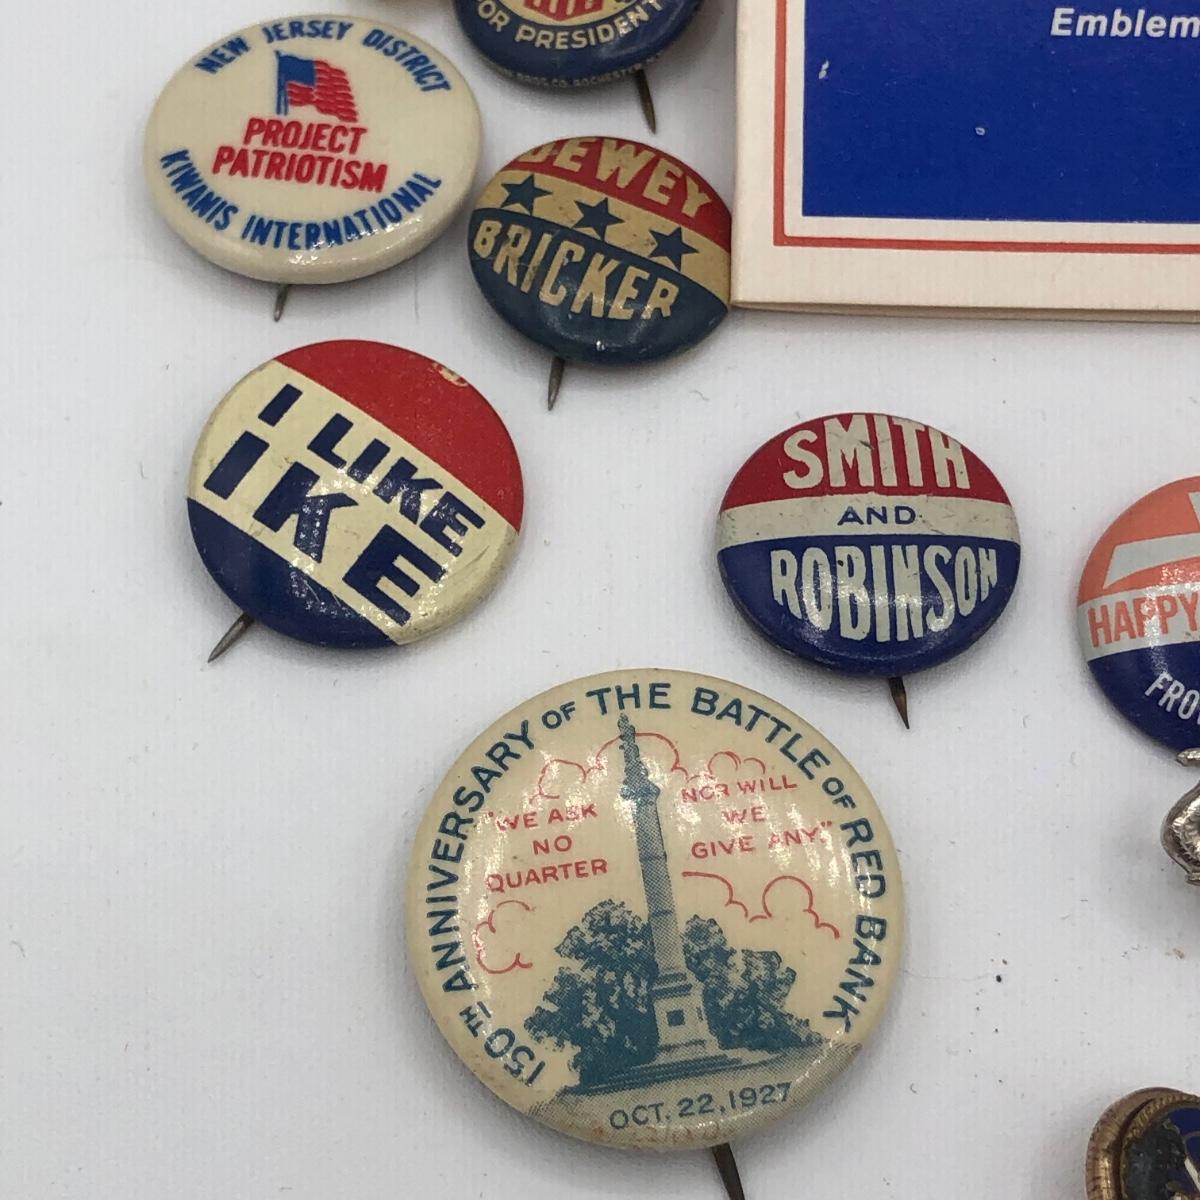 FOR PRESIDENT
Emblem
NEW JERSEY DISTRICT
PROJECT
PATRIOTISM
KIWANIS INTERNATIONAL
DEWEY
BRICKER
I LIKE
IKE
SMITH
AND
ROBINSON
HAPPY
150TH ANNIVERSARY OF THE BATTLE OF RED BANK
"WE ASK
NO
QUARTER
NOR WILL
WE
GIVE ANY."
OCT. 22, 1927